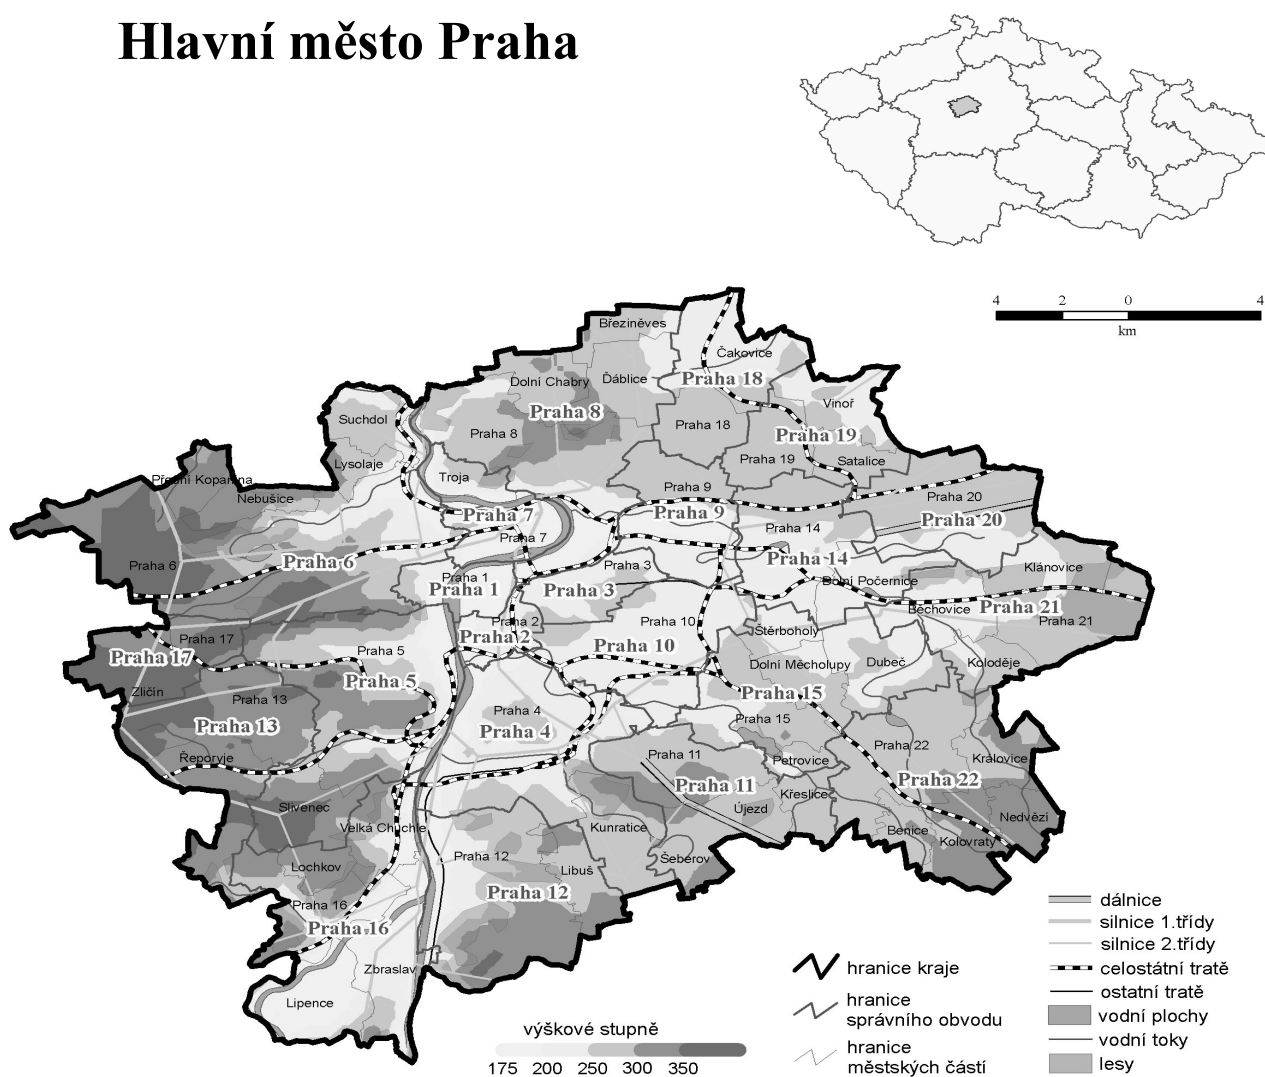 Hlavní město Praha
4 2 0 4
km
Březiněves
Čakovice
Praha 18
Dolní Chabry
Ďáblice
Vinoř
Praha 8
Suchdol
Praha 8
Praha 18
Praha 19
Lysolaje
Praha 19
Satalice
Přední Kopanina
Nebušice
Troja
Praha 9
Praha 20
Praha 7
Praha 9
Praha 20
Praha 14
Praha 7
Praha 6
Praha 6
Praha 3
Praha 14
Klánovice
Praha 1
Praha 1
Praha 3
Dolní Počernice
Běchovice
Praha 21
Praha 21
Praha 2
Praha 10
Štěrboholy
Praha 17
Praha 2
Praha 10
Praha 17
Praha 5
Dolní Měcholupy
Dubeč
Koloděje
Praha 5
Zličín
Praha 13
Praha 15
Praha 13
Praha 4
Praha 4
Praha 15
Praha 22
Řeporyje
Praha 11
Petrovice
Královice
Praha 11
Praha 22
Křeslice
Slivenec
Újezd
Nedvězí
Velká Chuchle
Kunratice
Benice
Kolovraty
Praha 12
Šeberov
Lochkov
Libuš
Praha 12
Praha 16
Praha 16
Zbraslav
Lipence
výškové stupně
175 200 250 300 350
hranice kraje
hranice
správního obvodu
hranice
městských částí
dálnice
silnice 1.třídy
silnice 2.třídy
celostátní tratě
ostatní tratě
vodní plochy
vodní toky
lesy